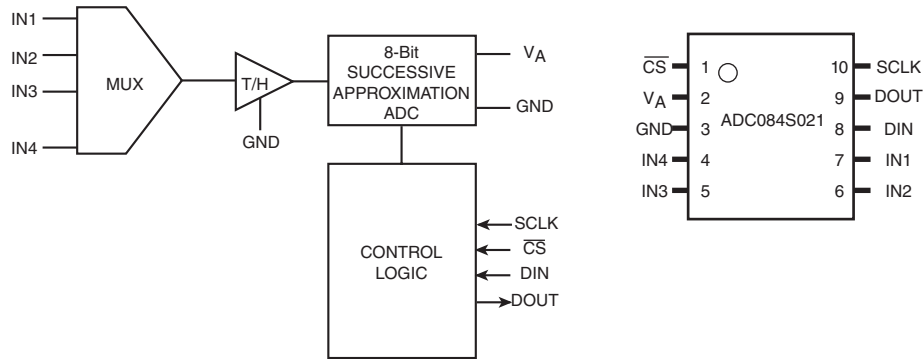 IN1
IN2
IN3
IN4
MUX
T/H
GND
8-Bit
SUCCESSIVE
APPROXIMATION
ADC
VA
GND
CONTROL
LOGIC
SCLK
C̅S̅
DIN
DOUT
C̅S̅ 1 10 SCLK
VA 2 9 DOUT
GND 3 ADC084S021 8 DIN
IN4 4 7 IN1
IN3 5 6 IN2